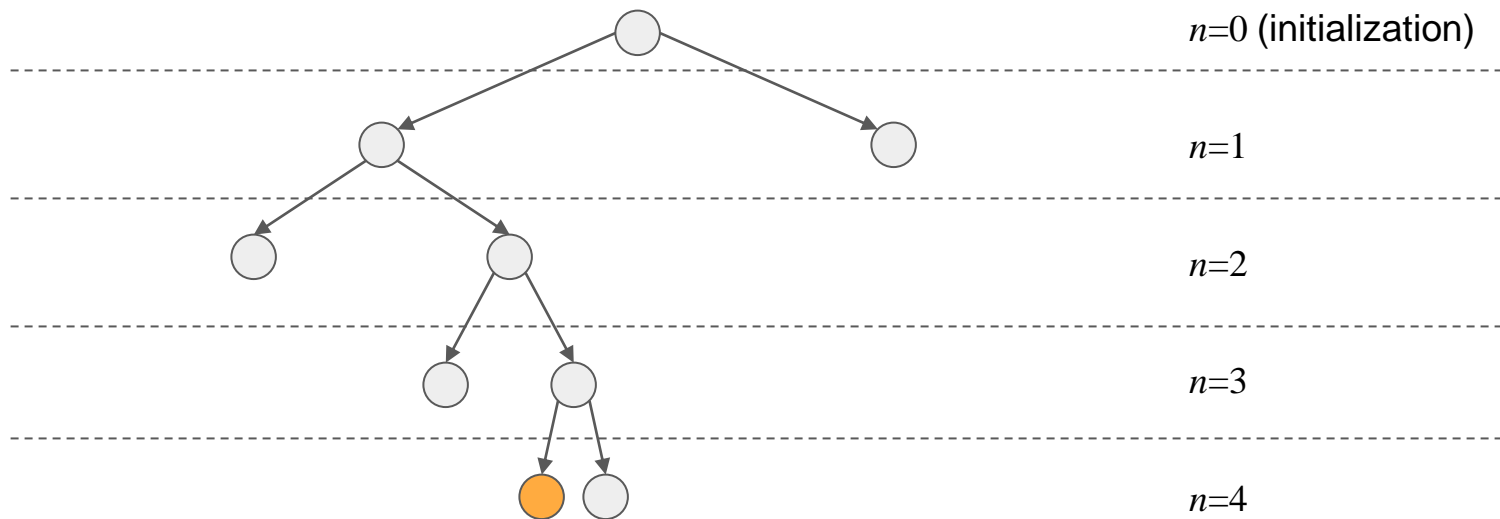 n=0 (initialization)
n=1
n=2
n=3
n=4